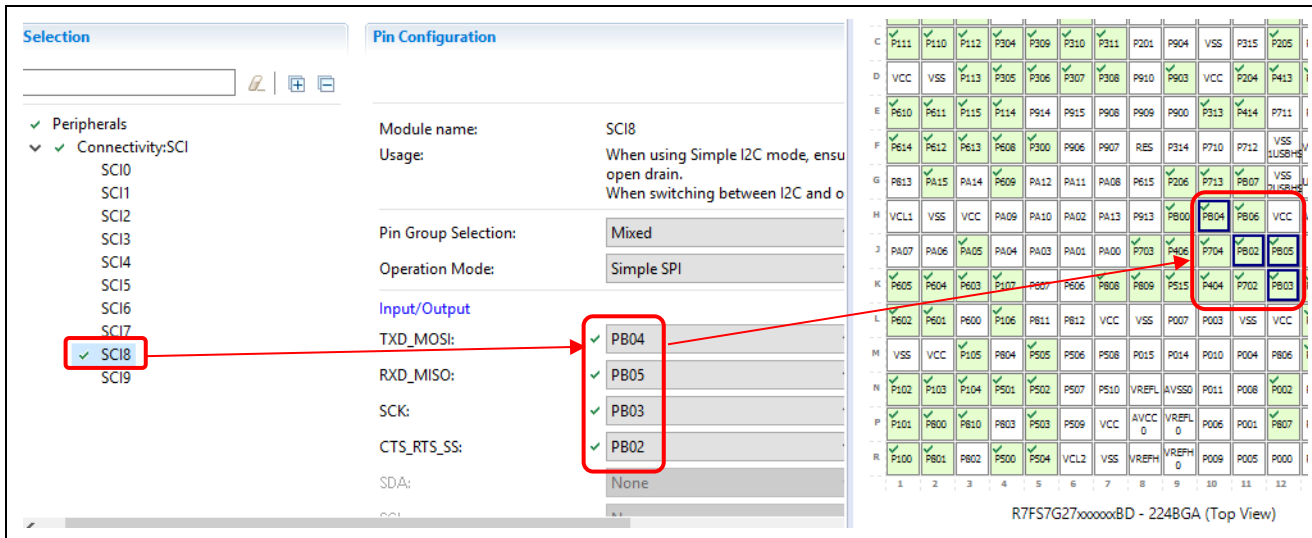 Selection
Peripherals
Connectivity:SCI
SCI0
SCI1
SCI2
SCI3
SCI4
SCI5
SCI6
SCI7
SCI8
SCI9
Pin Configuration
Module name: SCI8
Usage: When using Simple I2C mode, ensu
open drain.
When switching between I2C and o
Pin Group Selection: Mixed
Operation Mode: Simple SPI
Input/Output
TXD_MOSI: PB04
RXD_MISO: PB05
SCK: PB03
CTS_RTS_SS: PB02
SDA: None
C P111 P110 P112 P304 P309 P310 P311 P201 P904 VSS P315 P205
D VCC VSS P113 P305 P306 P307 P308 P910 P903 VCC P204 P413
E P610 P611 P115 P114 P914 P915 P908 P909 P900 P313 P414 P711
F P614 P612 P613 P608 P300 P906 P907 RES P314 P710 P712 VSS 1USBHS
G P813 PA15 PA14 P609 PA12 PA11 PA08 P615 P206 P713 PB07 VSS 2USBHS
H VCL1 VSS VCC PA09 PA10 PA02 PA13 P913 PB00 PB04 PB06 VCC
J PA07 PA06 PA05 PA04 PA03 PA01 PA00 P703 P406 P704 PB02 PB05
K P605 P604 P603 P107 P607 P606 P808 P809 P515 P404 P702 PB03
L P602 P601 P600 P106 P811 P812 VCC VSS P007 P003 VSS VCC
M VSS VCC P105 P804 P505 P506 P508 P015 P014 P010 P004 P806
N P102 P103 P104 P501 P502 P507 P510 VREFL AVSS0 P011 P008 P002
P P101 P800 P810 P803 P503 P509 VCC AVCC 0 VREFL 0 P006 P001 P807
R P100 P801 P802 P500 P504 VCL2 VSS VREFH VREFH 0 P009 P005 P000
1 2 3 4 5 6 7 8 9 10 11 12
R7FS7G27xxxxxxBD - 224BGA (Top View)